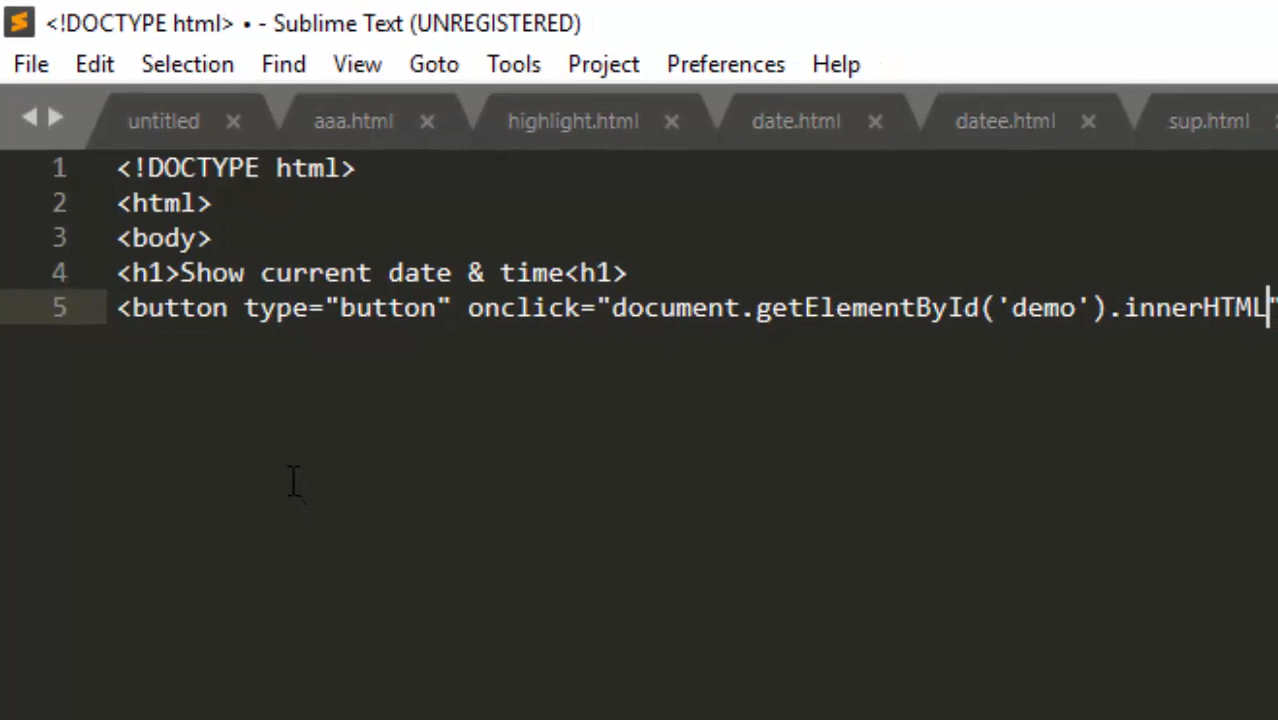 <!DOCTYPE html> • - Sublime Text (UNREGISTERED)
File Edit Selection Find View Goto Tools Project Preferences Help
untitled × aaa.html × highlight.html × date.html × datee.html × sup.html
1 <!DOCTYPE html>
2 <html>
3 <body>
4 <h1>Show current date & time<h1>
5 <button type="button" onclick="document.getElementById('demo').innerHTML"